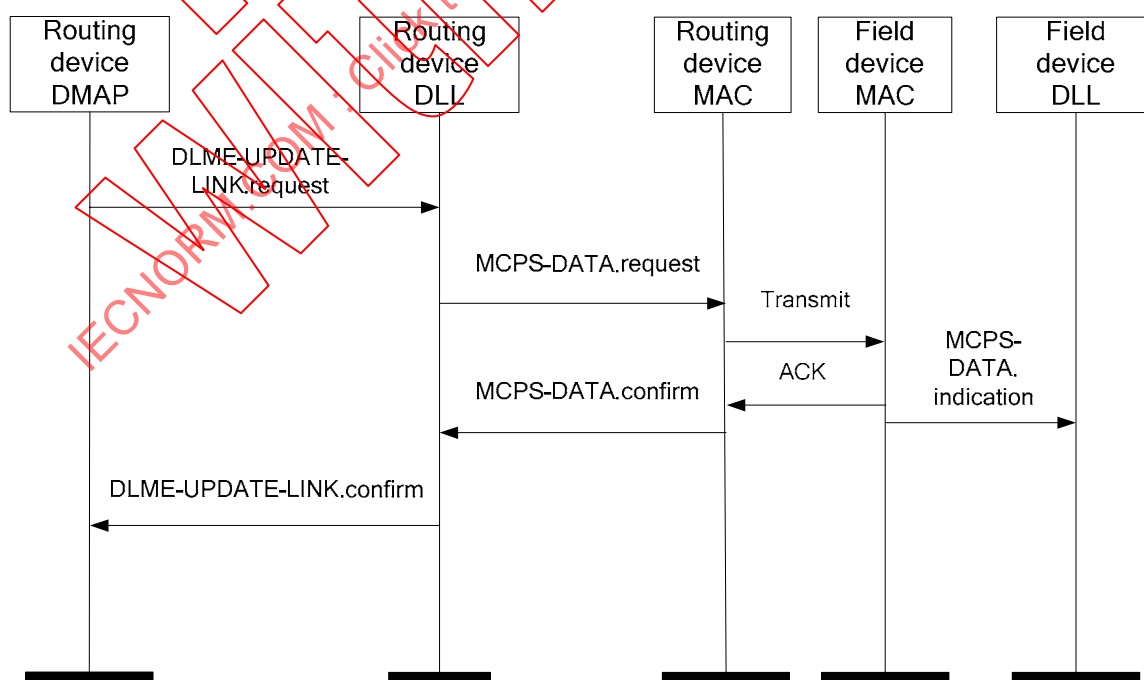 Routing
device
DMAP
Routing
device
DLL
Routing
device
MAC
Field
device
MAC
Field
device
DLL
DLME-UPDATE-
LINK.request
MCPS-DATA.request
Transmit
MCPS-
DATA.
indication
ACK
MCPS-DATA.confirm
DLME-UPDATE-LINK.confirm
IECNORM.COM : Click t